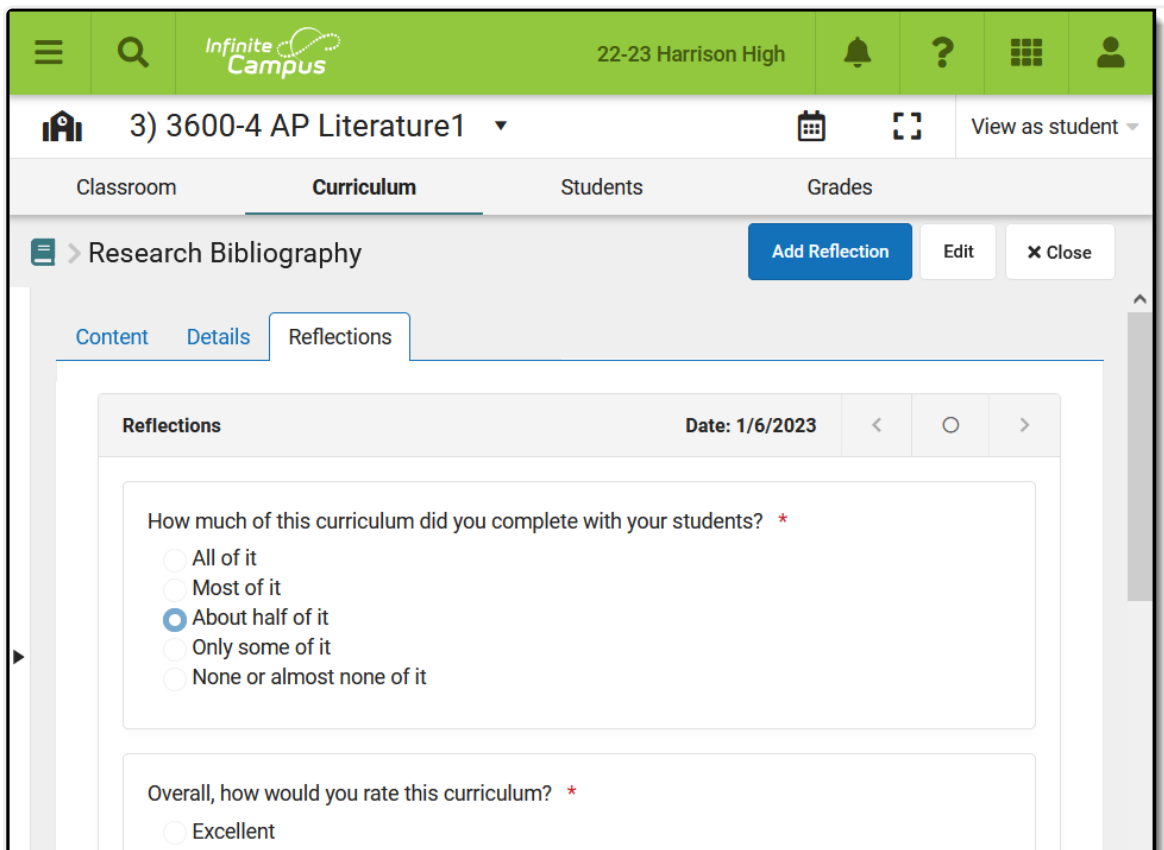 Infinite
Campus
22-23 Harrison High
?
3) 3600-4 AP Literature1
View as student
Classroom
Curriculum
Students
Grades
Research Bibliography
Add Reflection
Edit
Close
Content
Details
Reflections
Reflections
Date: 1/6/2023
How much of this curriculum did you complete with your students? *
All of it
Most of it
About half of it
Only some of it
None or almost none of it
Overall, how would you rate this curriculum? *
Excellent